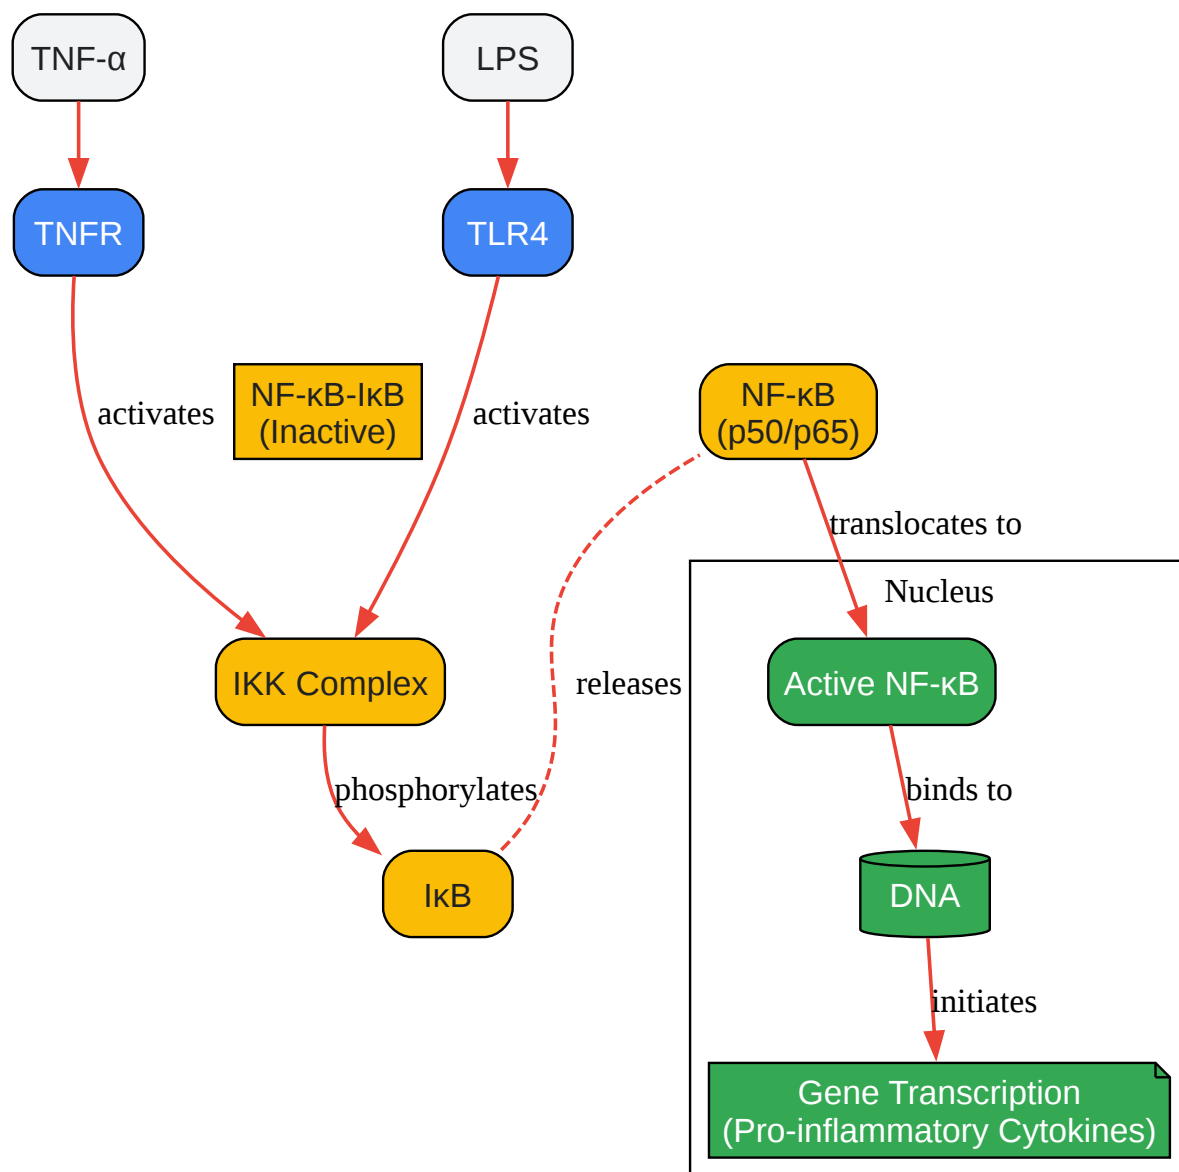 TNF-α
LPS
TNFR
TLR4
activates
NF-κB-IκB
(Inactive)
activates
NF-κB
(p50/p65)
translocates to
Nucleus
IKK Complex
releases
Active NF-κB
phosphorylates
binds to
IκB
DNA
initiates
Gene Transcription
(Pro-inflammatory Cytokines)